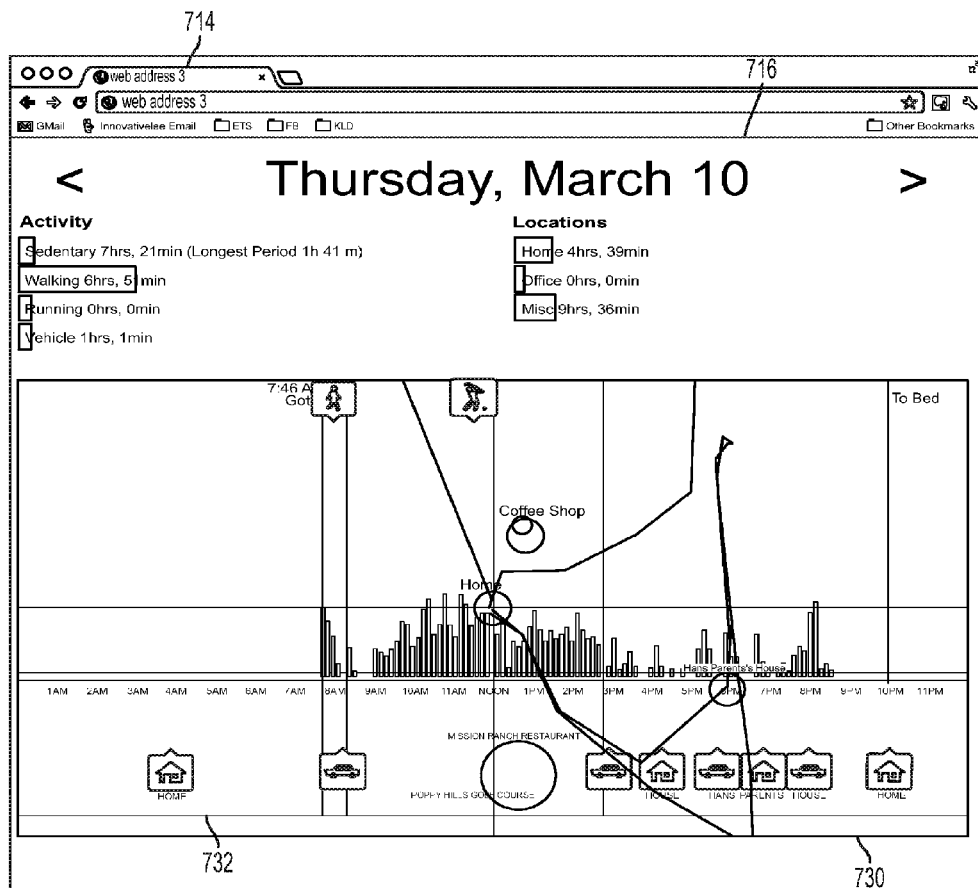 714
web address 3 ×
716
web address 3
GMail Innovativelee Email ETS FB KLD Other Bookmarks
< Thursday, March 10 >
Activity
Sedentary 7hrs, 21min (Longest Period 1h 41 m)
Walking 6hrs, 51min
Running 0hrs, 0min
Vehicle 1hrs, 1min
Locations
Home 4hrs, 39min
Office 0hrs, 0min
Misc 9hrs, 36min
7:46 A
Got
To Bed
Coffee Shop
Home
Hans Parents's House
1AM 2AM 3AM 4AM 5AM 6AM 7AM 8AM 9AM 10AM 11AM NOON 1PM 2PM 3PM 4PM 5PM 6PM 7PM 8PM 9PM 10PM 11PM
MISSION RANCH RESTAURANT
POPPY HILLS GOLF COURSE
HOME
HOUSE
HANS PARENTS HOUSE
HOME
732
730